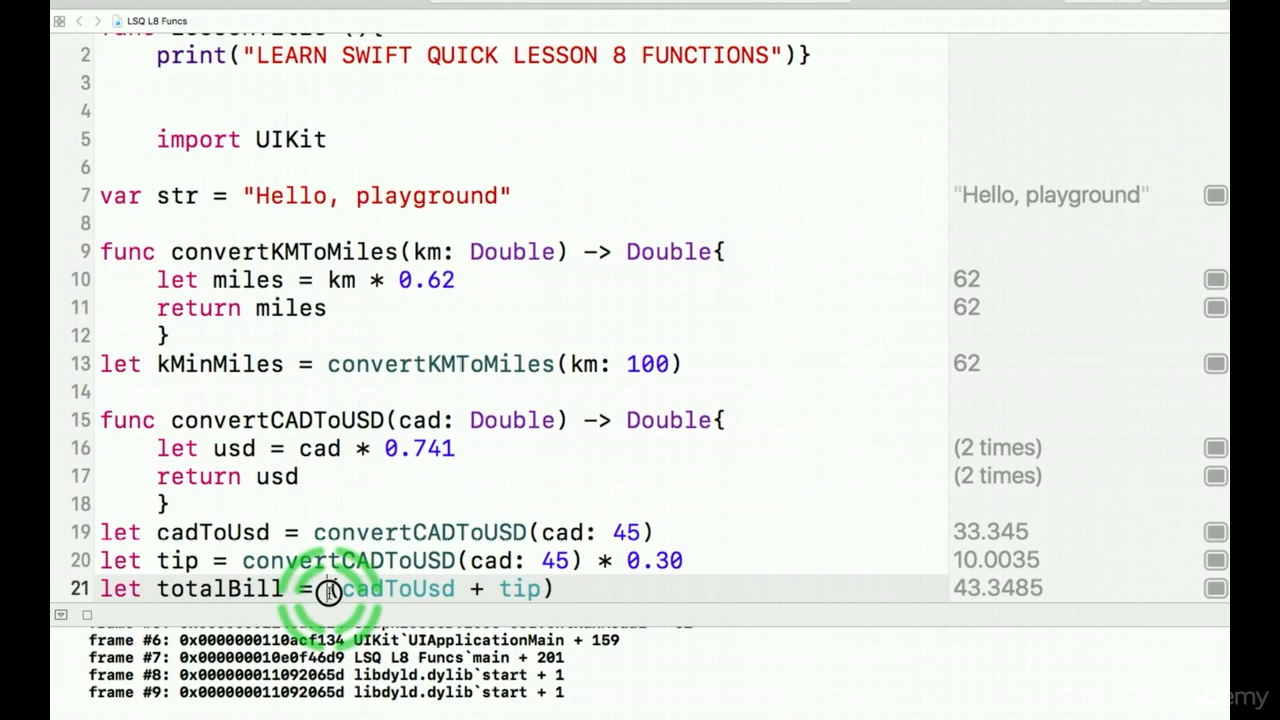 LSQ L8 Funcs
2 print("LEARN SWIFT QUICK LESSON 8 FUNCTIONS")}
3
4
5 import UIKit
6
7 var str = "Hello, playground" "Hello, playground"
8
9 func convertKMToMiles(km: Double) -> Double{
10 let miles = km * 0.62 62
11 return miles 62
12 }
13 let kMinMiles = convertKMToMiles(km: 100) 62
14
15 func convertCADToUSD(cad: Double) -> Double{
16 let usd = cad * 0.741 (2 times)
17 return usd (2 times)
18 }
19 let cadToUsd = convertCADToUSD(cad: 45) 33.345
20 let tip = convertCADToUSD(cad: 45) * 0.30 10.0035
21 let totalBill = (cadToUsd + tip) 43.3485
frame #6: 0x0000000110acf134 UIKit`UIApplicationMain + 159
frame #7: 0x000000010e0f46d9 LSQ L8 Funcs`main + 201
frame #8: 0x000000011092065d libdyld.dylib`start + 1
frame #9: 0x000000011092065d libdyld.dylib`start + 1
udemy